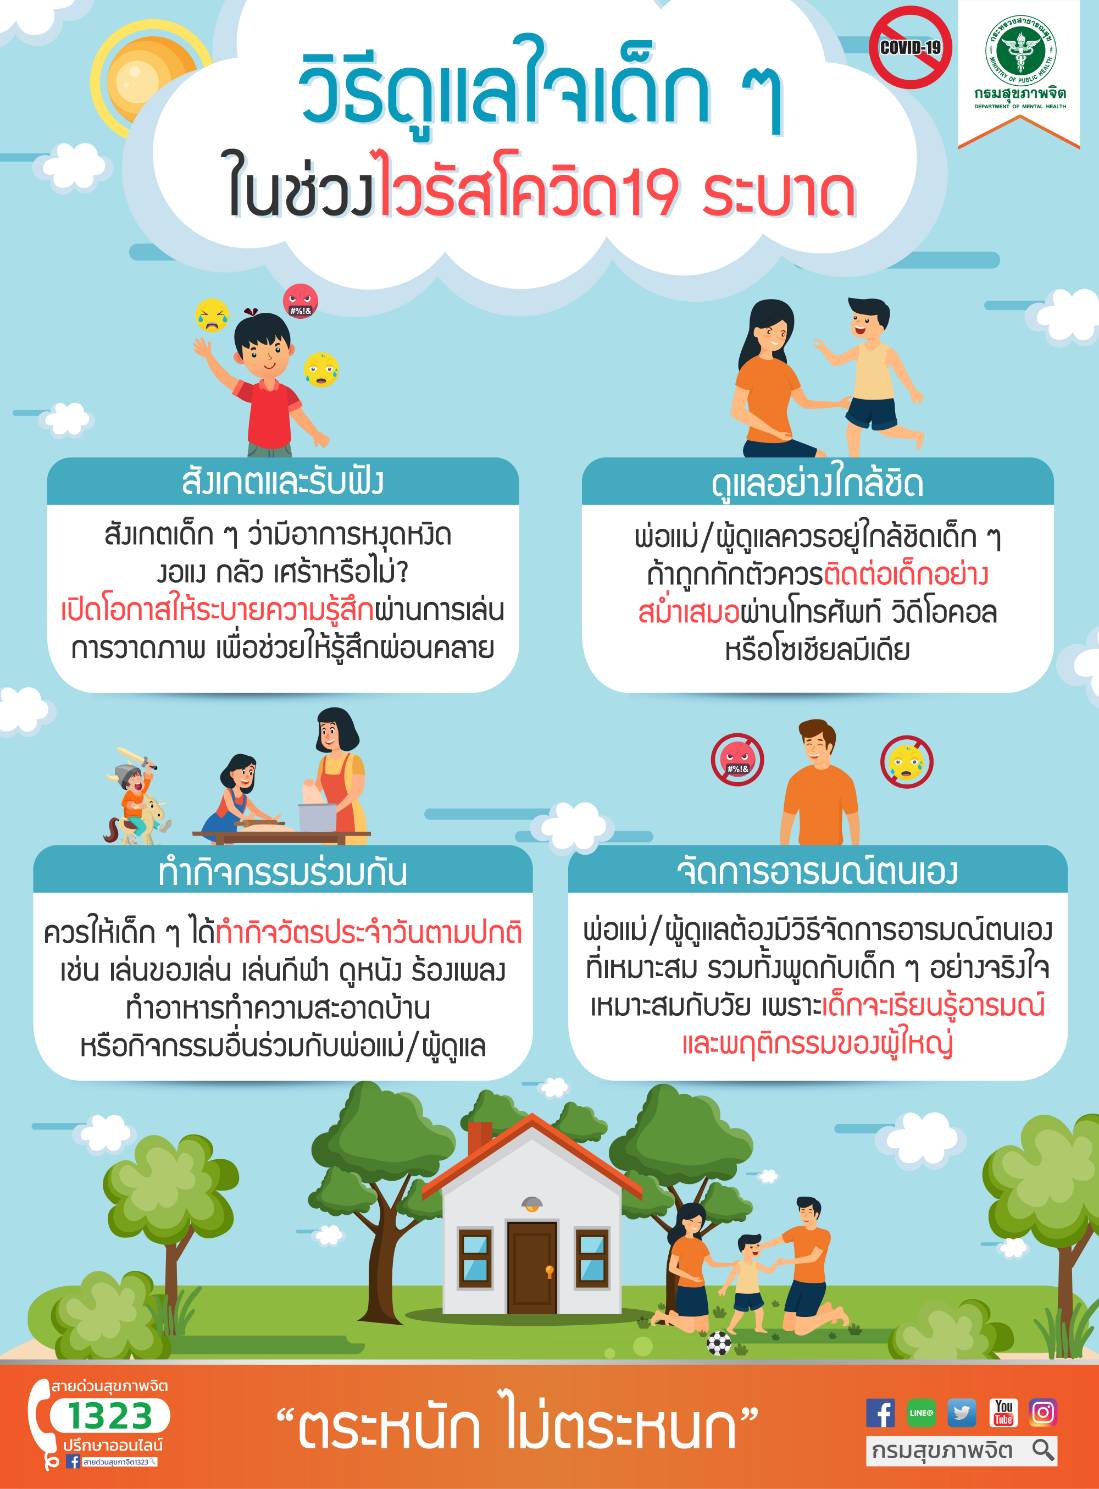 วิธีดูแลใจเด็ก ๆ
ในช่วงไวรัสโควิด19 ระบาด
COVID-19
กระทรวงสาธารณสุข
MINISTRY OF PUBLIC HEALTH
กรมสุขภาพจิต
DEPARTMENT OF MENTAL HEALTH
#%!&
สังเกตและรับฟัง
สังเกตเด็ก ๆ ว่ามีอาการหงุดหงิด
งอแง กลัว เศร้าหรือไม่?
เปิดโอกาสให้ระบายความรู้สึกผ่านการเล่น
การวาดภาพ เพื่อช่วยให้รู้สึกผ่อนคลาย
ดูแลอย่างใกล้ชิด
พ่อแม่/ผู้ดูแลควรอยู่ใกล้ชิดเด็ก ๆ
ถ้าถูกกักตัวควรติดต่อเด็กอย่าง
สม่ำเสมอผ่านโทรศัพท์ วิดีโอคอล
หรือโซเชียลมีเดีย
ทำกิจกรรมร่วมกัน
ควรให้เด็ก ๆ ได้ทำกิจวัตรประจำวันตามปกติ
เช่น เล่นของเล่น เล่นกีฬา ดูหนัง ร้องเพลง
ทำอาหารทำความสะอาดบ้าน
หรือกิจกรรมอื่นร่วมกับพ่อแม่/ผู้ดูแล
#%!&
จัดการอารมณ์ตนเอง
พ่อแม่/ผู้ดูแลต้องมีวิธีจัดการอารมณ์ตนเอง
ที่เหมาะสม รวมทั้งพูดกับเด็ก ๆ อย่างจริงใจ
เหมาะสมกับวัย เพราะเด็กจะเรียนรู้อารมณ์
และพฤติกรรมของผู้ใหญ่
สายด่วนสุขภาพจิต
1323
ปรึกษาออนไลน์
สายด่วนสุขภาพจิต1323
“ตระหนัก ไม่ตระหนก”
LINE@
You
Tube
กรมสุขภาพจิต